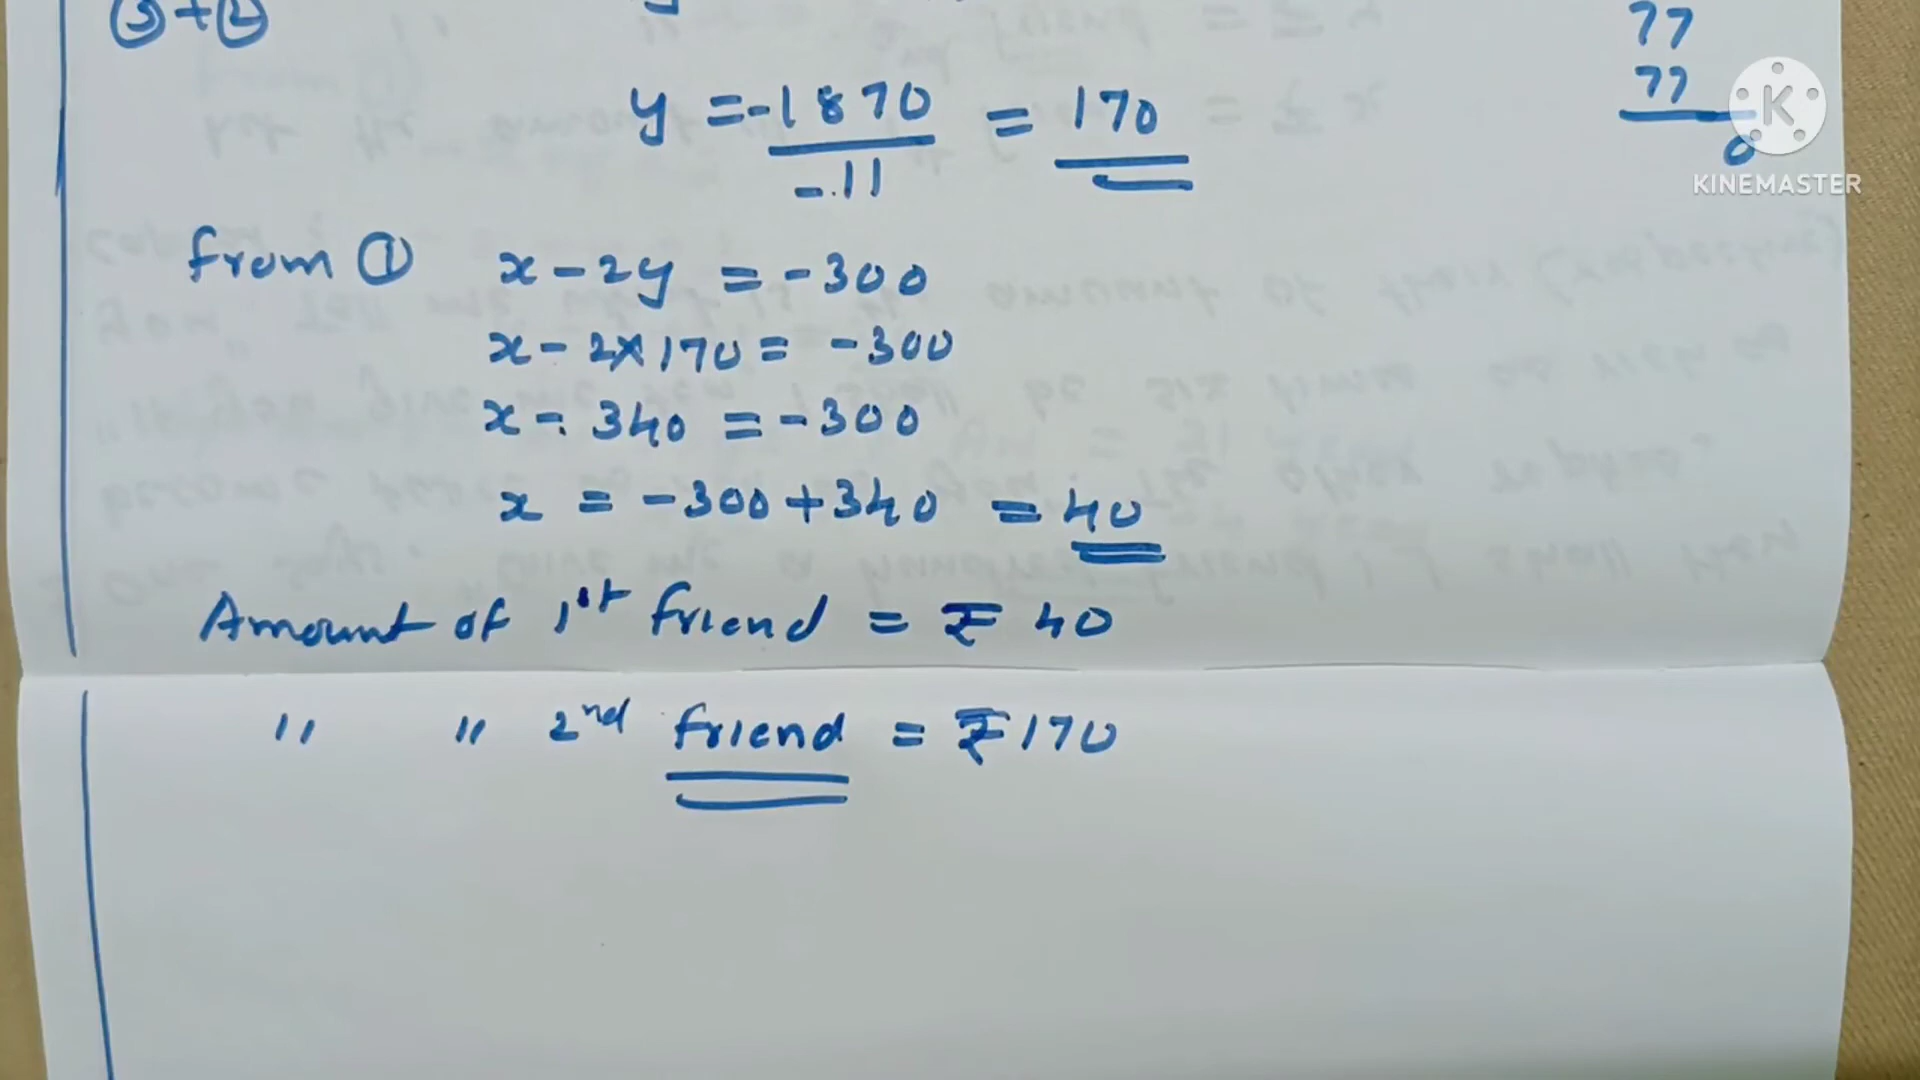 ③+②
77
77
0
y = -1870/-11 = 170
from ① x - 2y = -300
x - 2×170 = -300
x - 340 = -300
x = -300 + 340 = 40
Amount of 1st friend = ₹ 40
" " 2nd friend = ₹ 170
KINEMASTER